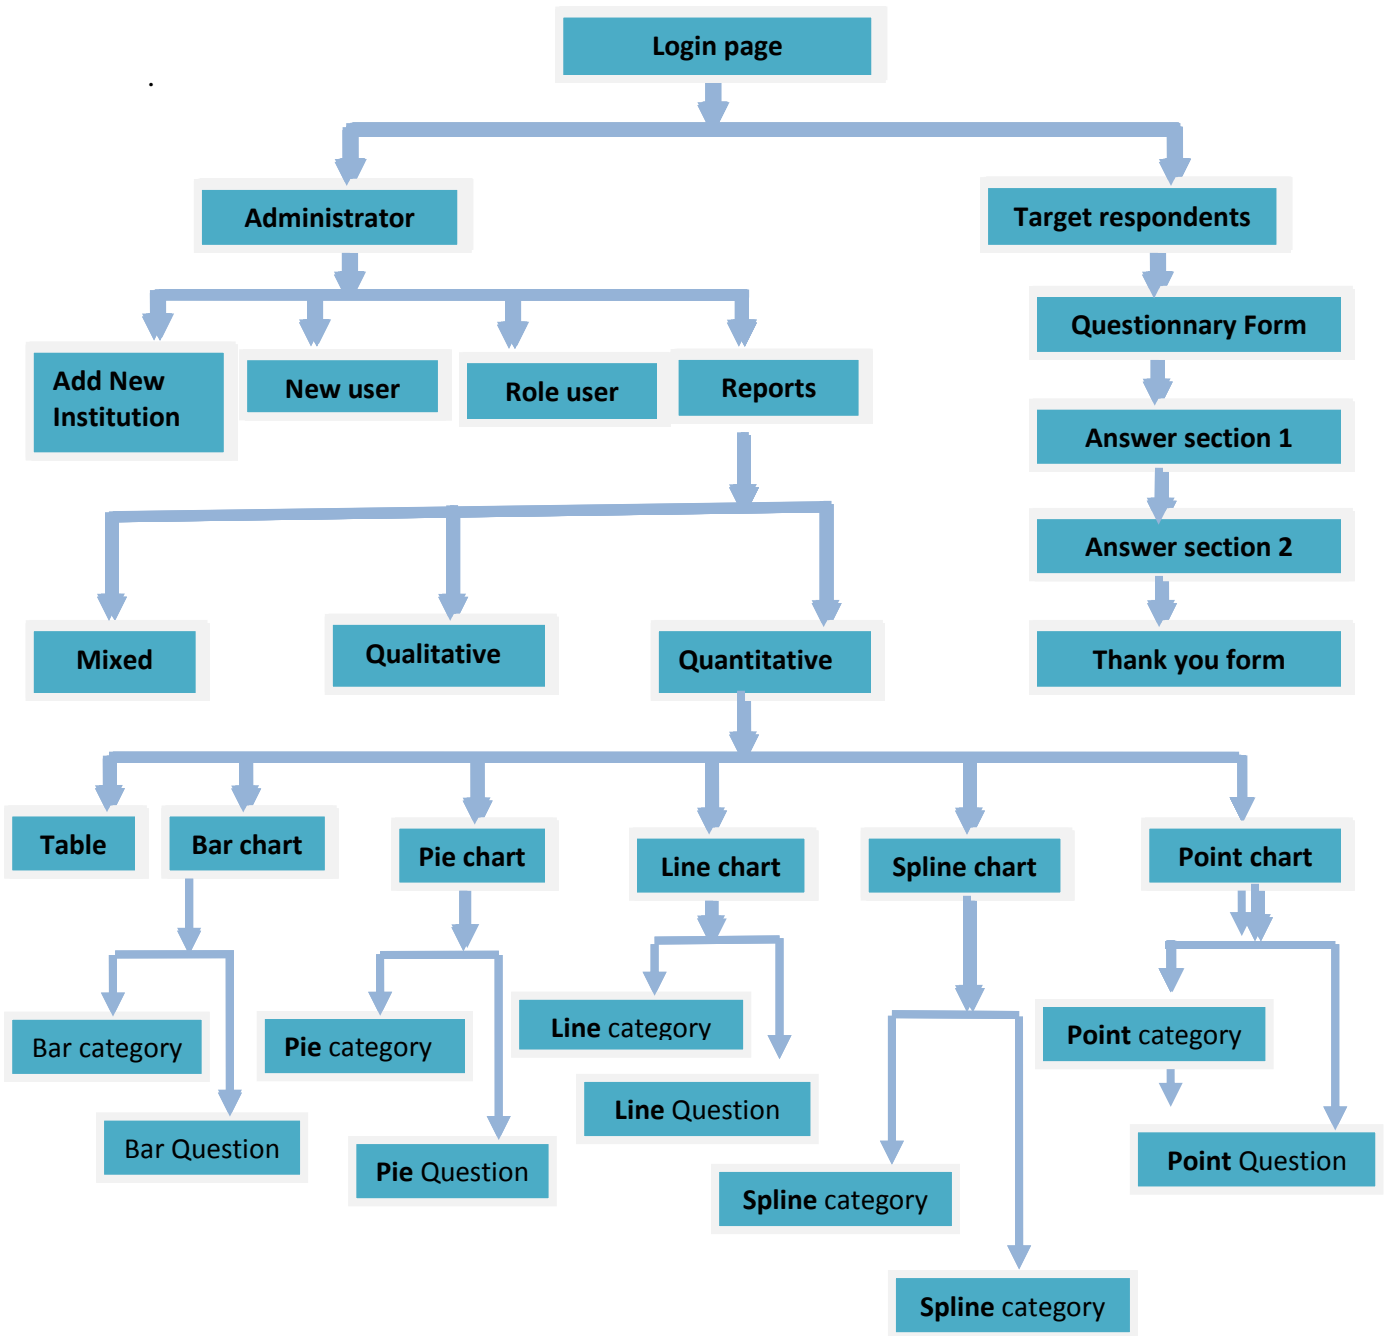 Login page
.
Administrator
Target respondents
Questionnary Form
Add New
Institution
New user
Role user
Reports
Answer section 1
Answer section 2
Mixed
Qualitative
Quantitative
Thank you form
Table
Bar chart
Pie chart
Line chart
Spline chart
Point chart
Bar category
Pie category
Line category
Point category
Line Question
Bar Question
Pie Question
Point Question
Spline category
Spline category